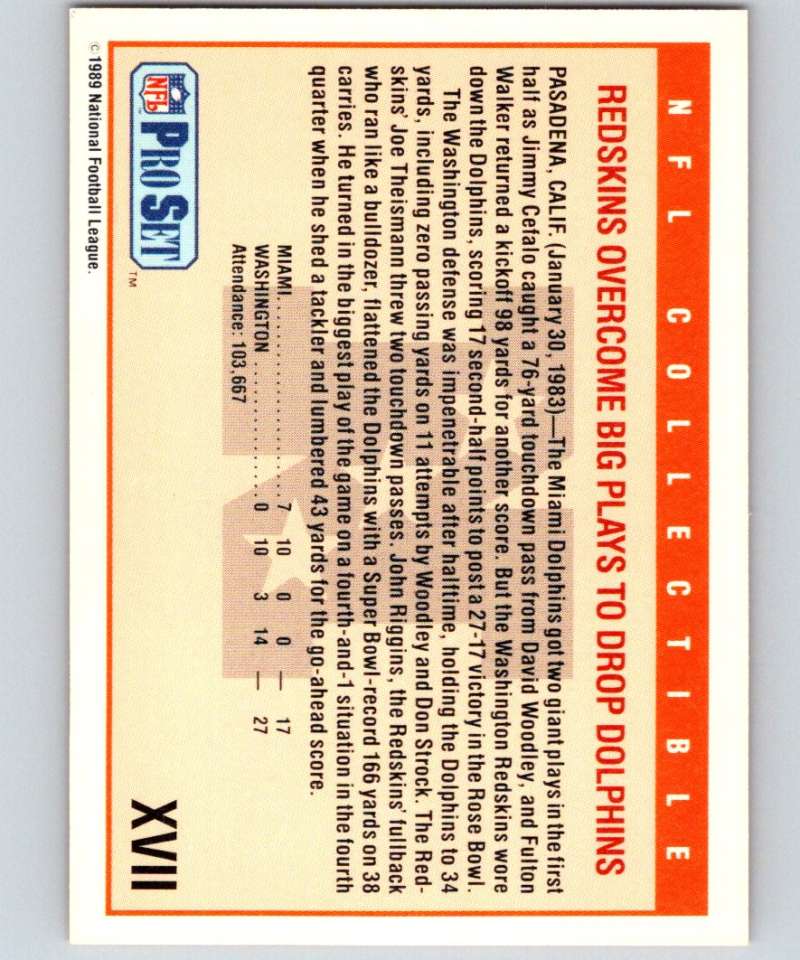 NFL COLLECTIBLE
REDSKINS OVERCOME BIG PLAYS TO DROP DOLPHINS
PASADENA, CALIF. (January 30, 1983)—The Miami Dolphins got two giant plays in the first
half as Jimmy Cefalo caught a 76-yard touchdown pass from David Woodley, and Fulton
Walker returned a kickoff 98 yards for another score. But the Washington Redskins wore
down the Dolphins, scoring 17 second-half points to post a 27-17 victory in the Rose Bowl.
The Washington defense was impenetrable after halftime, holding the Dolphins to 34
yards, including zero passing yards on 11 attempts by Woodley and Don Strock. The Red-
skins' Joe Theismann threw two touchdown passes. John Riggins, the Redskins' fullback
who ran like a bulldozer, flattened the Dolphins with a Super Bowl-record 166 yards on 38
carries. He turned in the biggest play of the game on a fourth-and-1 situation in the fourth
quarter when he shed a tackler and lumbered 43 yards for the go-ahead score.
MIAMI........................ 7 10 0 0 — 17
WASHINGTON ................. 0 10 3 14 — 27
Attendance: 103,667
NFL PRO SET ™
XVII
© 1989 National Football League.